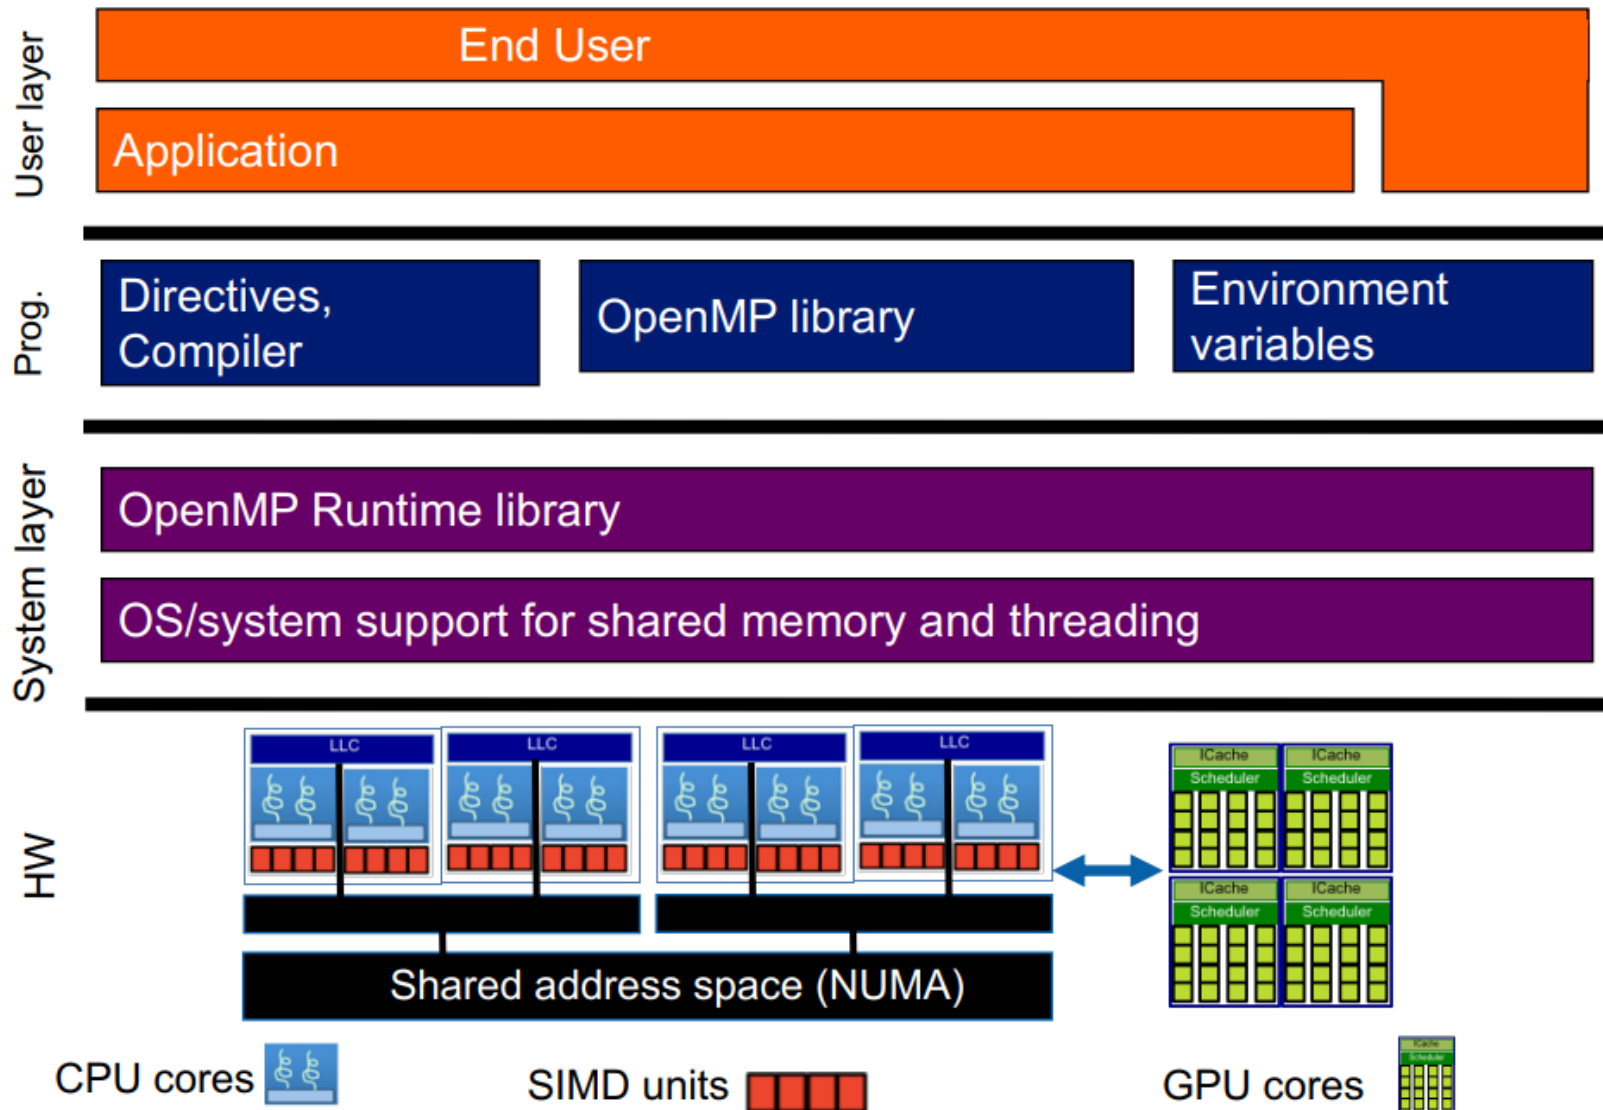 User layer
End User
Application
Prog.
Directives,
Compiler
OpenMP library
Environment
variables
System layer
OpenMP Runtime library
OS/system support for shared memory and threading
HW
LLC
LLC
LLC
LLC
ICache
ICache
Scheduler
Scheduler
ICache
ICache
Scheduler
Scheduler
Shared address space (NUMA)
CPU cores
SIMD units
GPU cores
ICache
Scheduler